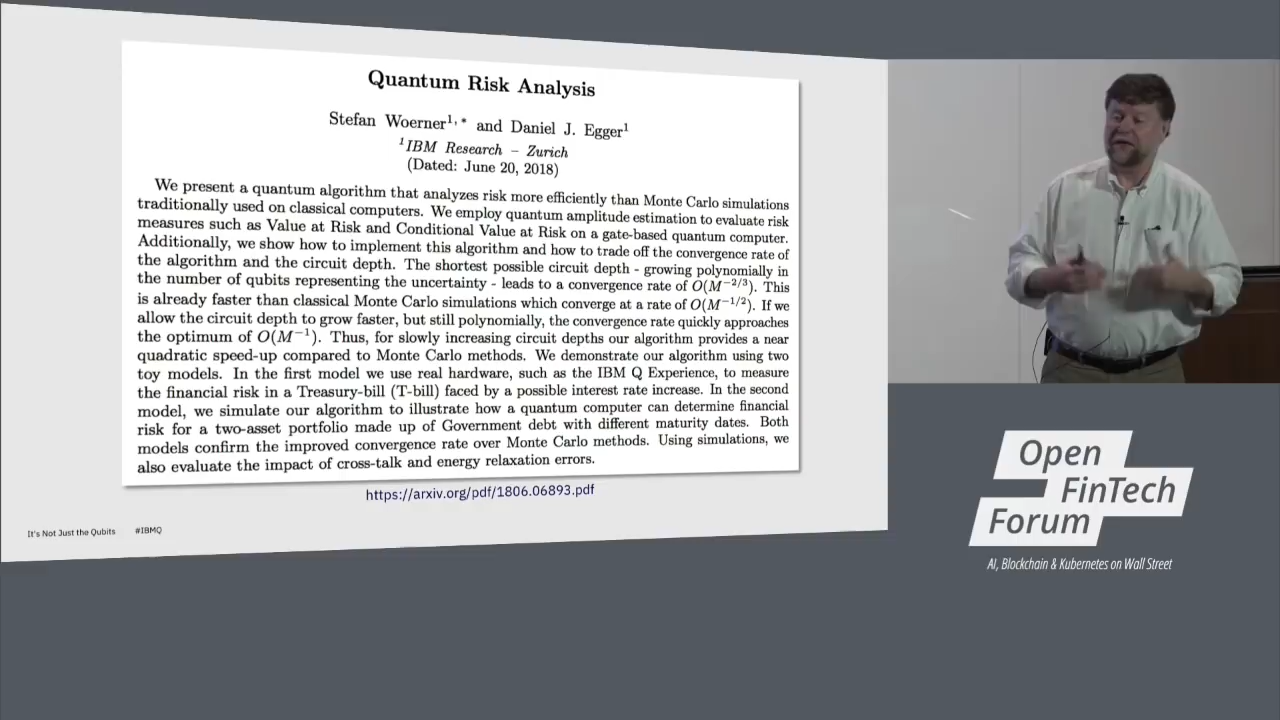 Quantum Risk Analysis
Stefan Woerner¹,* and Daniel J. Egger¹
¹IBM Research – Zurich
(Dated: June 20, 2018)
We present a quantum algorithm that analyzes risk more efficiently than Monte Carlo simulations
traditionally used on classical computers. We employ quantum amplitude estimation to evaluate risk
measures such as Value at Risk and Conditional Value at Risk on a gate-based quantum computer.
Additionally, we show how to implement this algorithm and how to trade off the convergence rate of
the algorithm and the circuit depth. The shortest possible circuit depth - growing polynomially in
the number of qubits representing the uncertainty - leads to a convergence rate of O(M⁻²/³). This
is already faster than classical Monte Carlo simulations which converge at a rate of O(M⁻¹/²). If we
allow the circuit depth to grow faster, but still polynomially, the convergence rate quickly approaches
the optimum of O(M⁻¹). Thus, for slowly increasing circuit depths our algorithm provides a near
quadratic speed-up compared to Monte Carlo methods. We demonstrate our algorithm using two
toy models. In the first model we use real hardware, such as the IBM Q Experience, to measure
the financial risk in a Treasury-bill (T-bill) faced by a possible interest rate increase. In the second
model, we simulate our algorithm to illustrate how a quantum computer can determine financial
risk for a two-asset portfolio made up of Government debt with different maturity dates. Both
models confirm the improved convergence rate over Monte Carlo methods. Using simulations, we
also evaluate the impact of cross-talk and energy relaxation errors.
https://arxiv.org/pdf/1806.06893.pdf
It's Not Just the Qubits #IBMQ
Open
FinTech
Forum
AI, Blockchain & Kubernetes on Wall Street